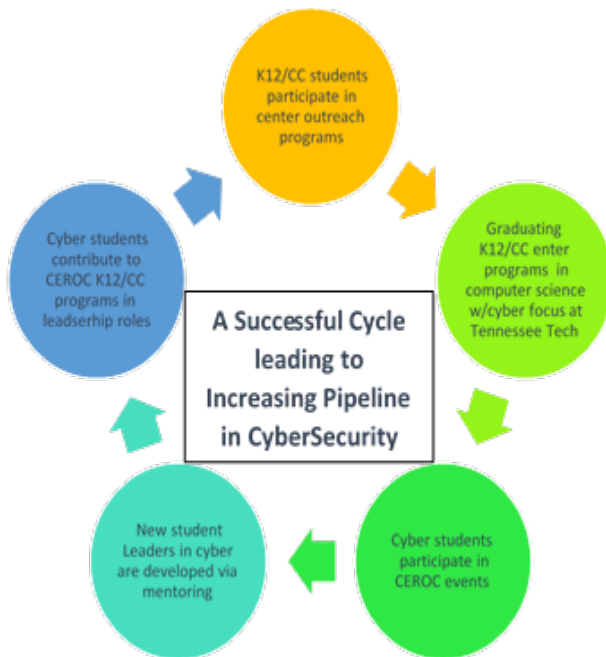 K12/CC students
participate in
center outreach
programs
Graduating
K12/CC enter
programs in
computer science
w/cyber focus at
Tennessee Tech
Cyber students
participate in
CEROC events
New student
Leaders in cyber
are developed via
mentoring
Cyber students
contribute to
CEROC K12/CC
programs in
leadserhip roles
A Successful Cycle
leading to
Increasing Pipeline
in CyberSecurity